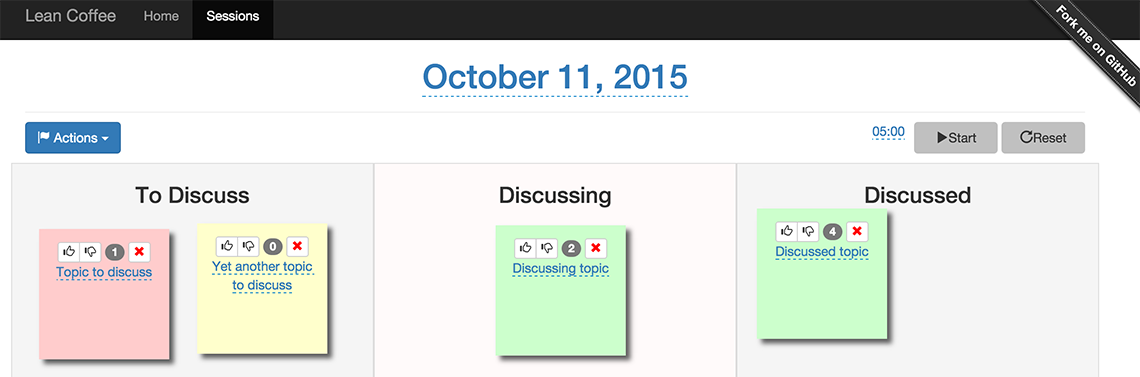 Lean Coffee Home Sessions
Fork me on GitHub
October 11, 2015
Actions 05:00 Start Reset
To Discuss Discussing Discussed
1
Topic to discuss
0
Yet another topic
to discuss
2
Discussing topic
4
Discussed topic